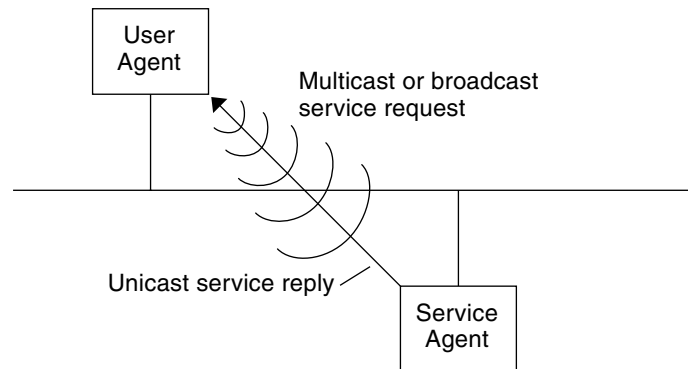 User
Agent
Multicast or broadcast
service request
Unicast service reply
Service
Agent